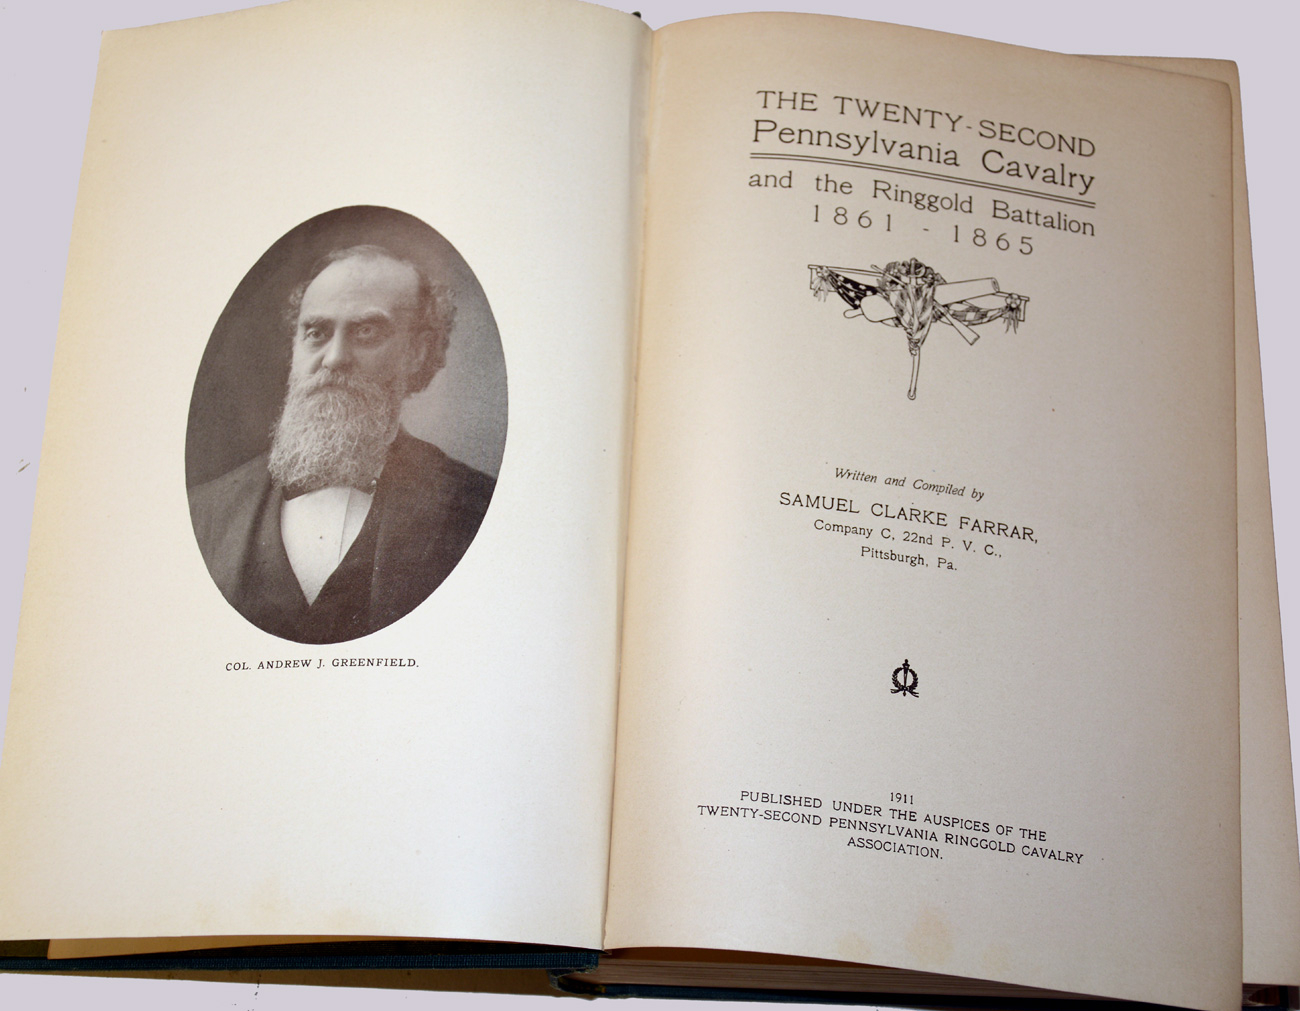 COL. ANDREW J. GREENFIELD.
THE TWENTY-SECOND
Pennsylvania Cavalry
and the Ringgold Battalion
1861 - 1865
Written and Compiled by
SAMUEL CLARKE FARRAR,
Company C, 22nd P. V. C.,
Pittsburgh, Pa.
1911
PUBLISHED UNDER THE AUSPICES OF THE
TWENTY-SECOND PENNSYLVANIA RINGGOLD CAVALRY
ASSOCIATION.